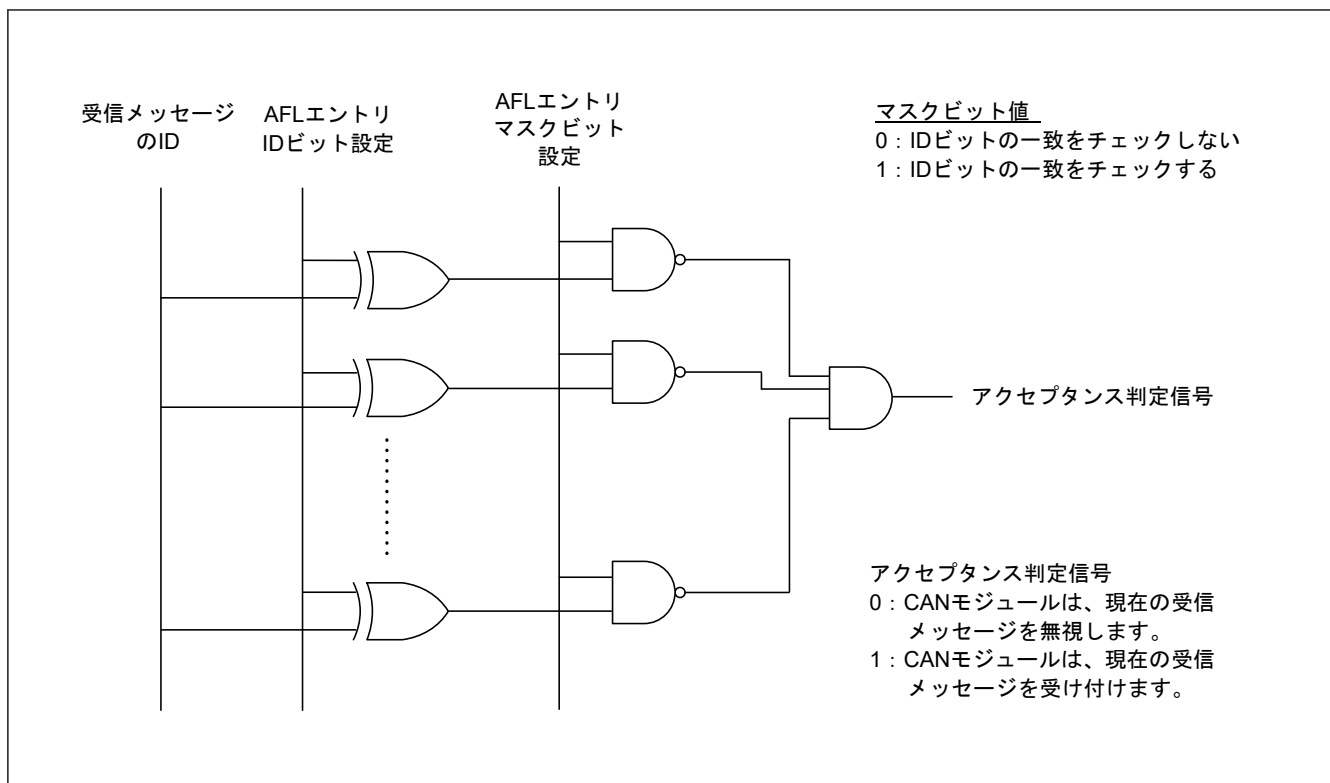 受信メッセージ
のID
AFLエントリ
IDビット設定
AFLエントリ
マスクビット
設定
マスクビット値
0：IDビットの一致をチェックしない
1：IDビットの一致をチェックする
アクセプタンス判定信号
アクセプタンス判定信号
0：CANモジュールは、現在の受信
メッセージを無視します。
1：CANモジュールは、現在の受信
メッセージを受け付けます。